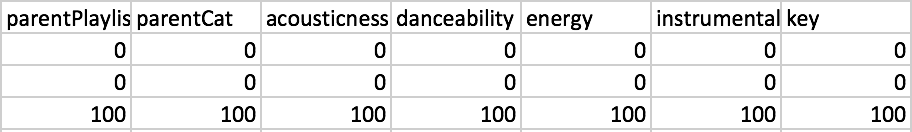 parentPlaylis parentCat acousticness danceability energy instrumental key
0 0 0 0 0 0 0
0 0 0 0 0 0 0
100 100 100 100 100 100 100